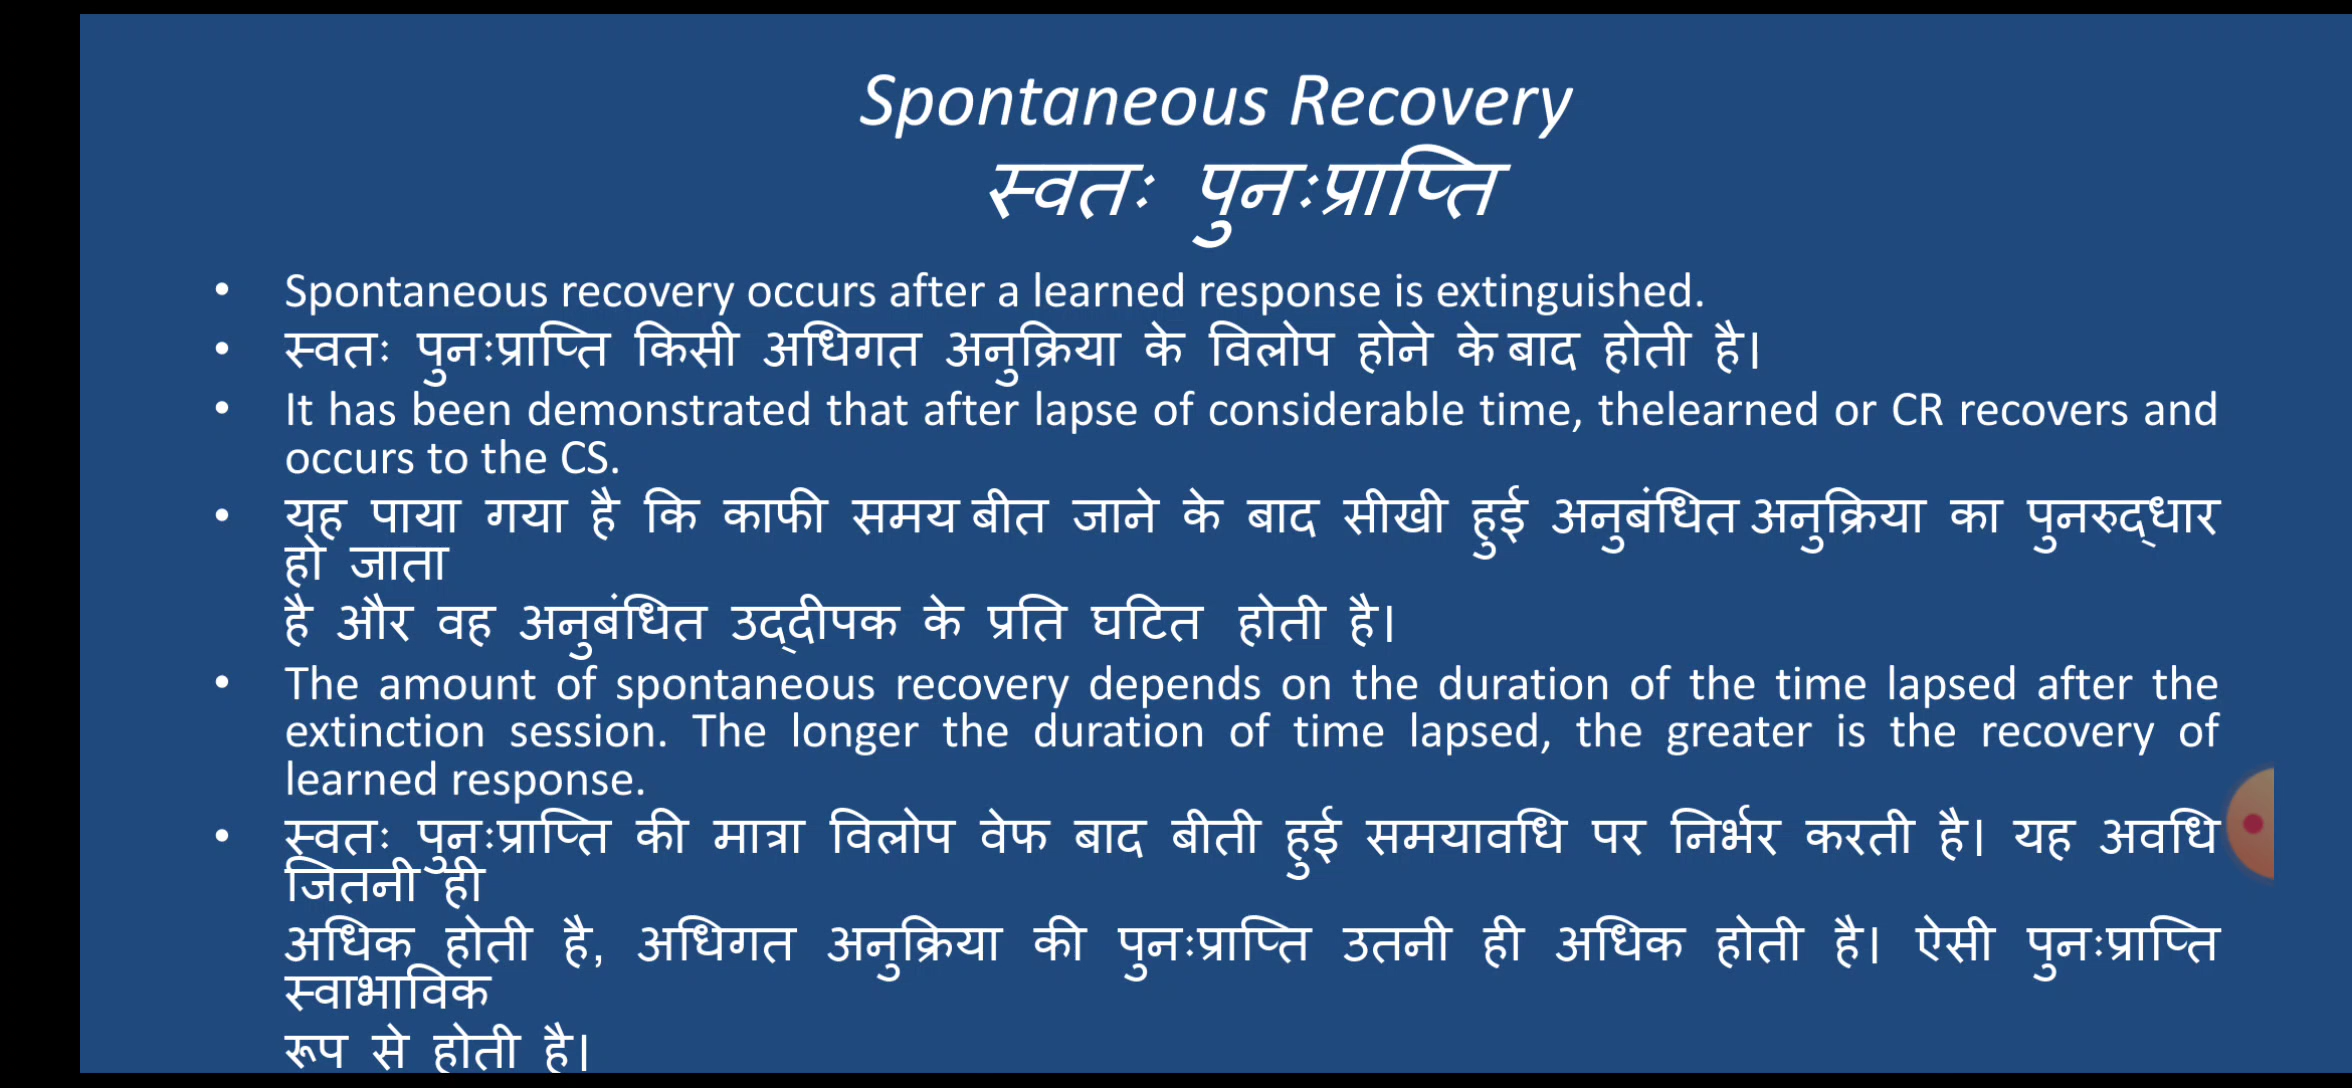 Spontaneous Recovery
स्वतः पुनःप्राप्ति
• Spontaneous recovery occurs after a learned response is extinguished.
• स्वतः पुनःप्राप्ति किसी अधिगत अनुक्रिया के विलोप होने के बाद होती है।
• It has been demonstrated that after lapse of considerable time, thelearned or CR recovers and
occurs to the CS.
• यह पाया गया है कि काफी समय बीत जाने के बाद सीखी हुई अनुबंधित अनुक्रिया का पुनरुद्धार
हो जाता
है और वह अनुबंधित उद्दीपक के प्रति घटित होती है।
• The amount of spontaneous recovery depends on the duration of the time lapsed after the
extinction session. The longer the duration of time lapsed, the greater is the recovery of
learned response.
• स्वतः पुनःप्राप्ति की मात्रा विलोप वेफ बाद बीती हुई समयावधि पर निर्भर करती है। यह अवधि
जितनी ही
अधिक होती है, अधिगत अनुक्रिया की पुनःप्राप्ति उतनी ही अधिक होती है। ऐसी पुनःप्राप्ति
स्वाभाविक
रूप से होती है।